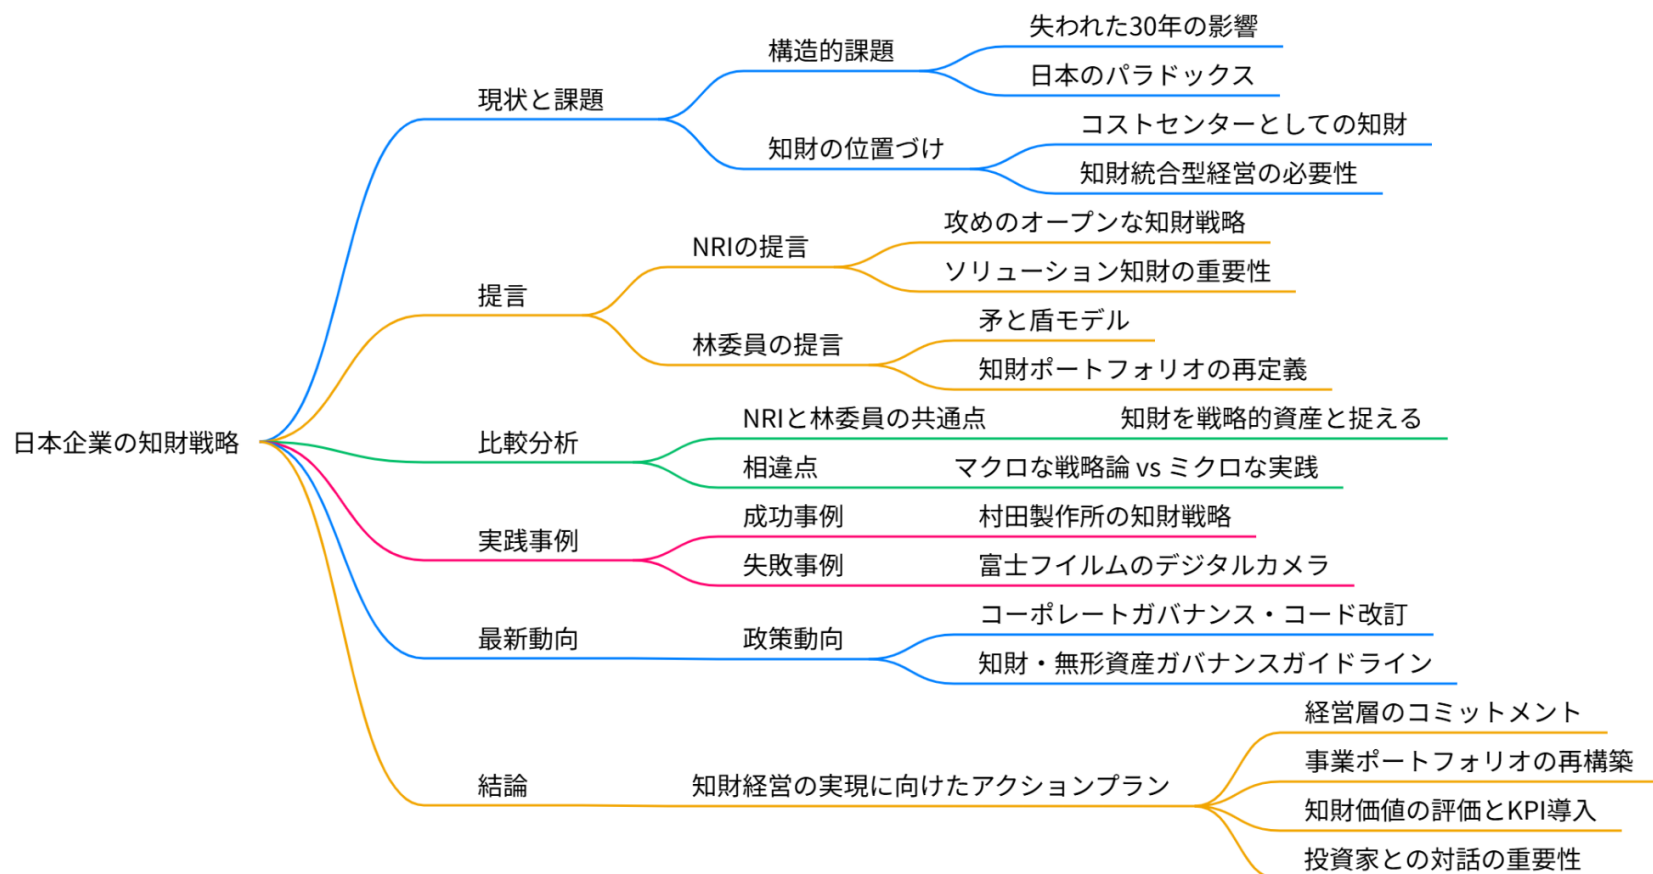 日本企業の知財戦略
現状と課題
構造的課題
失われた30年の影響
日本のパラドックス
知財の位置づけ
コストセンターとしての知財
知財統合型経営の必要性
提言
NRIの提言
攻めのオープンな知財戦略
ソリューション知財の重要性
林委員の提言
矛と盾モデル
知財ポートフォリオの再定義
比較分析
NRIと林委員の共通点
知財を戦略的資産と捉える
相違点
マクロな戦略論 vs ミクロな実践
実践事例
成功事例
村田製作所の知財戦略
失敗事例
富士フイルムのデジタルカメラ
最新動向
政策動向
コーポレートガバナンス・コード改訂
知財・無形資産ガバナンスガイドライン
結論
知財経営の実現に向けたアクションプラン
経営層のコミットメント
事業ポートフォリオの再構築
知財価値の評価とKPI導入
投資家との対話の重要性